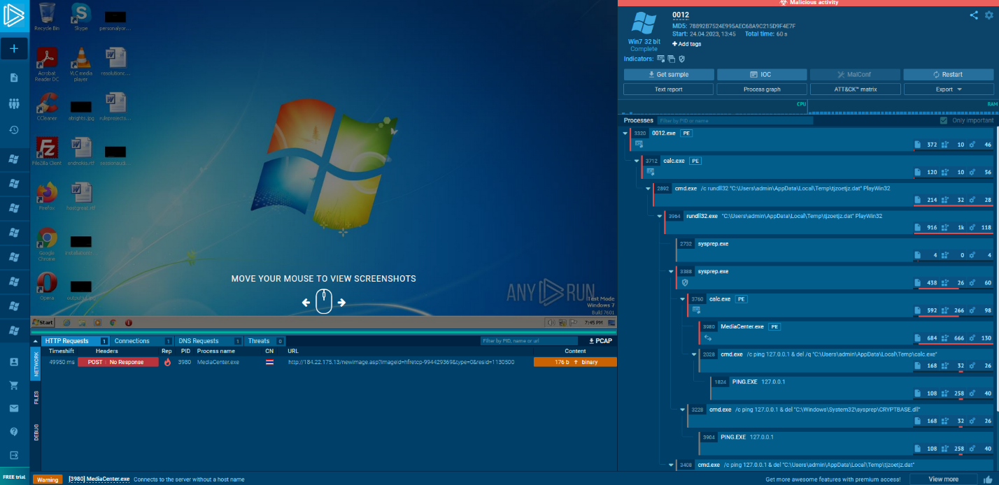 Malicious activity
0012
MD5: 78892B7524E995AEC68A9C215D9F4E7F
Start: 24.04.2023, 13:45 Total time: 60 s
Win7 32 bit
Complete
Add tags
Indicators:
Get sample IOC MalConf Restart
Text report Process graph ATT&CK™ matrix Export
CPU RAM
Processes Filter by PID or name Only important
3320 0012.exe PE
372 10 46
3712 calc.exe PE
120 10 56
2892 cmd.exe /c rundll32 "C:\Users\admin\AppData\Local\Temp\tjzoetjz.dat" PlayWin32
214 32 28
3964 rundll32.exe "C:\Users\admin\AppData\Local\Temp\tjzoetjz.dat" PlayWin32
916 1k 118
2732 sysprep.exe
4 0 4
3388 sysprep.exe
438 26 60
3760 calc.exe PE
592 266 98
3980 MediaCenter.exe PE
684 666 130
2028 cmd.exe /c ping 127.0.0.1 & del /q "C:\Users\admin\AppData\Local\Temp\calc.exe"
168 32 26
1824 PING.EXE 127.0.0.1
108 258 40
3228 cmd.exe /c ping 127.0.0.1 & del "C:\Windows\System32\sysprep\CRYPTBASE.dll"
168 32 26
3904 PING.EXE 127.0.0.1
108 258 40
3408 cmd.exe /c ping 127.0.0.1 & del "C:\Users\admin\AppData\Local\Temp\tjzoetjz.dat"
Recycle Bin Skype personalyor...
Acrobat Reader DC VLC media player resolutions...
CCleaner abrights.jpg ruleprojects...
FileZilla Client endnokia.rtf sessionaud...
Firefox hostgreat.rtf
Google Chrome
Opera
MOVE YOUR MOUSE TO VIEW SCREENSHOTS
ANY RUN
Test Mode
Windows 7
Build 7601
Start 7:45 PM
HTTP Requests 1 Connections 1 DNS Requests 1 Threats 0 Filter by PID, name or url PCAP
NETWORK
FILES
DEBUG
Timeshift Headers Rep PID Process name CN URL Content
49950 ms POST No Response 3980 MediaCenter.exe http://184.22.175.13/newimage.asp?imageid=hfretcp-994429369&type=0&resid=1130500 176 b binary
FREE trial
Warning [3980] MediaCenter.exe Connects to the server without a host name
Get more awesome features with premium access! View more